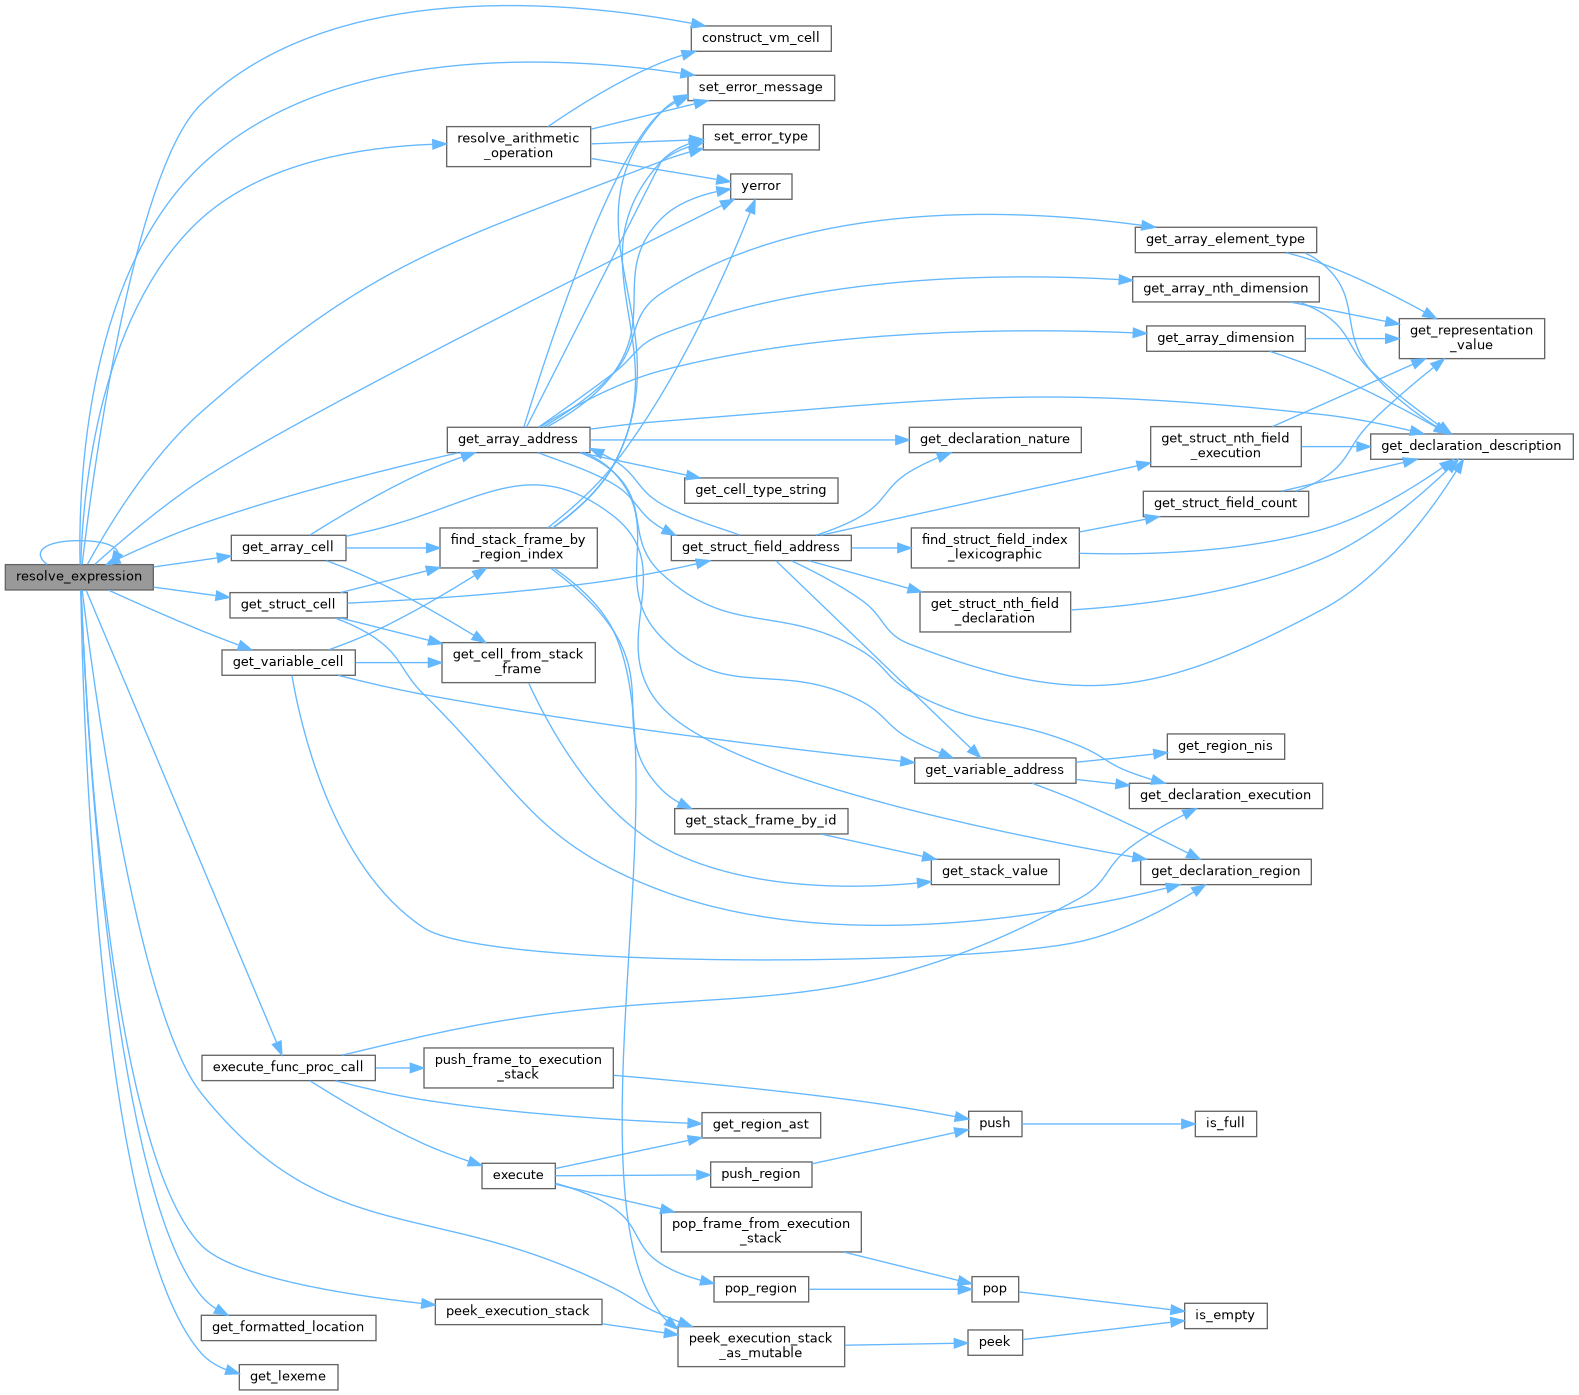 construct_vm_cell
set_error_message
resolve_arithmetic
_operation
set_error_type
yerror
get_array_element_type
get_array_nth_dimension
get_array_dimension
get_representation
_value
get_array_address
get_declaration_nature
get_struct_nth_field
_execution
get_declaration_description
get_cell_type_string
get_struct_field_count
get_array_cell
find_stack_frame_by
_region_index
get_struct_field_address
find_struct_field_index
_lexicographic
resolve_expression
get_struct_cell
get_struct_nth_field
_declaration
get_variable_cell
get_cell_from_stack
_frame
get_region_nis
get_variable_address
get_declaration_execution
get_stack_frame_by_id
get_stack_value
get_declaration_region
execute_func_proc_call
push_frame_to_execution
_stack
get_region_ast
push
is_full
execute
push_region
pop_frame_from_execution
_stack
pop_region
pop
is_empty
peek_execution_stack
get_formatted_location
peek_execution_stack
_as_mutable
peek
get_lexeme